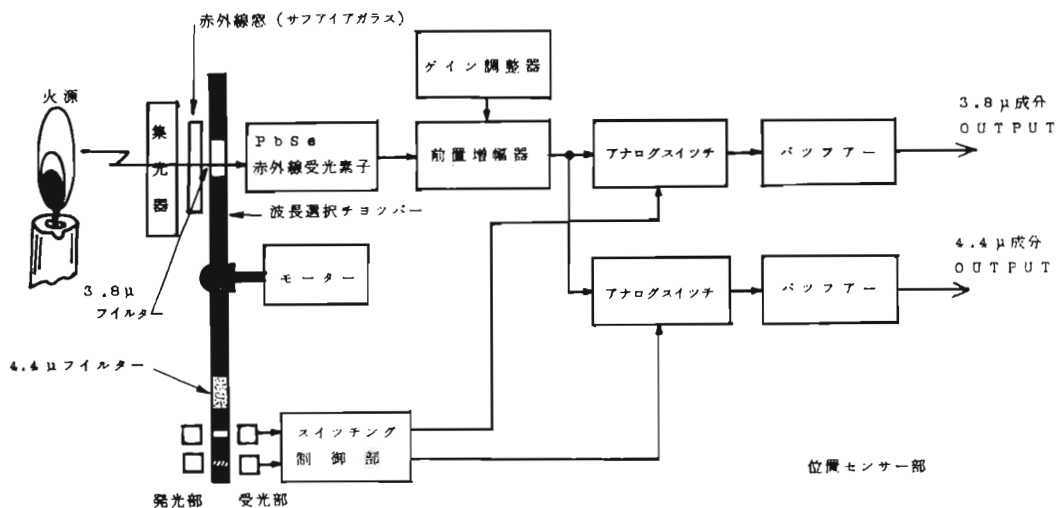 赤外線窓（サフアイアガラス）
火源
集光器
ゲイン調整器
PbSe
赤外線受光素子
前置増幅器
アナログスイッチ
バッフアー
3.8μ成分
OUTPUT
波長選択チョッパー
モーター
3.8μ
フイルター
アナログスイッチ
バッフアー
4.4μ成分
OUTPUT
4.4μフイルター
スイッチング
制御部
発光部
受光部
位置センサー部